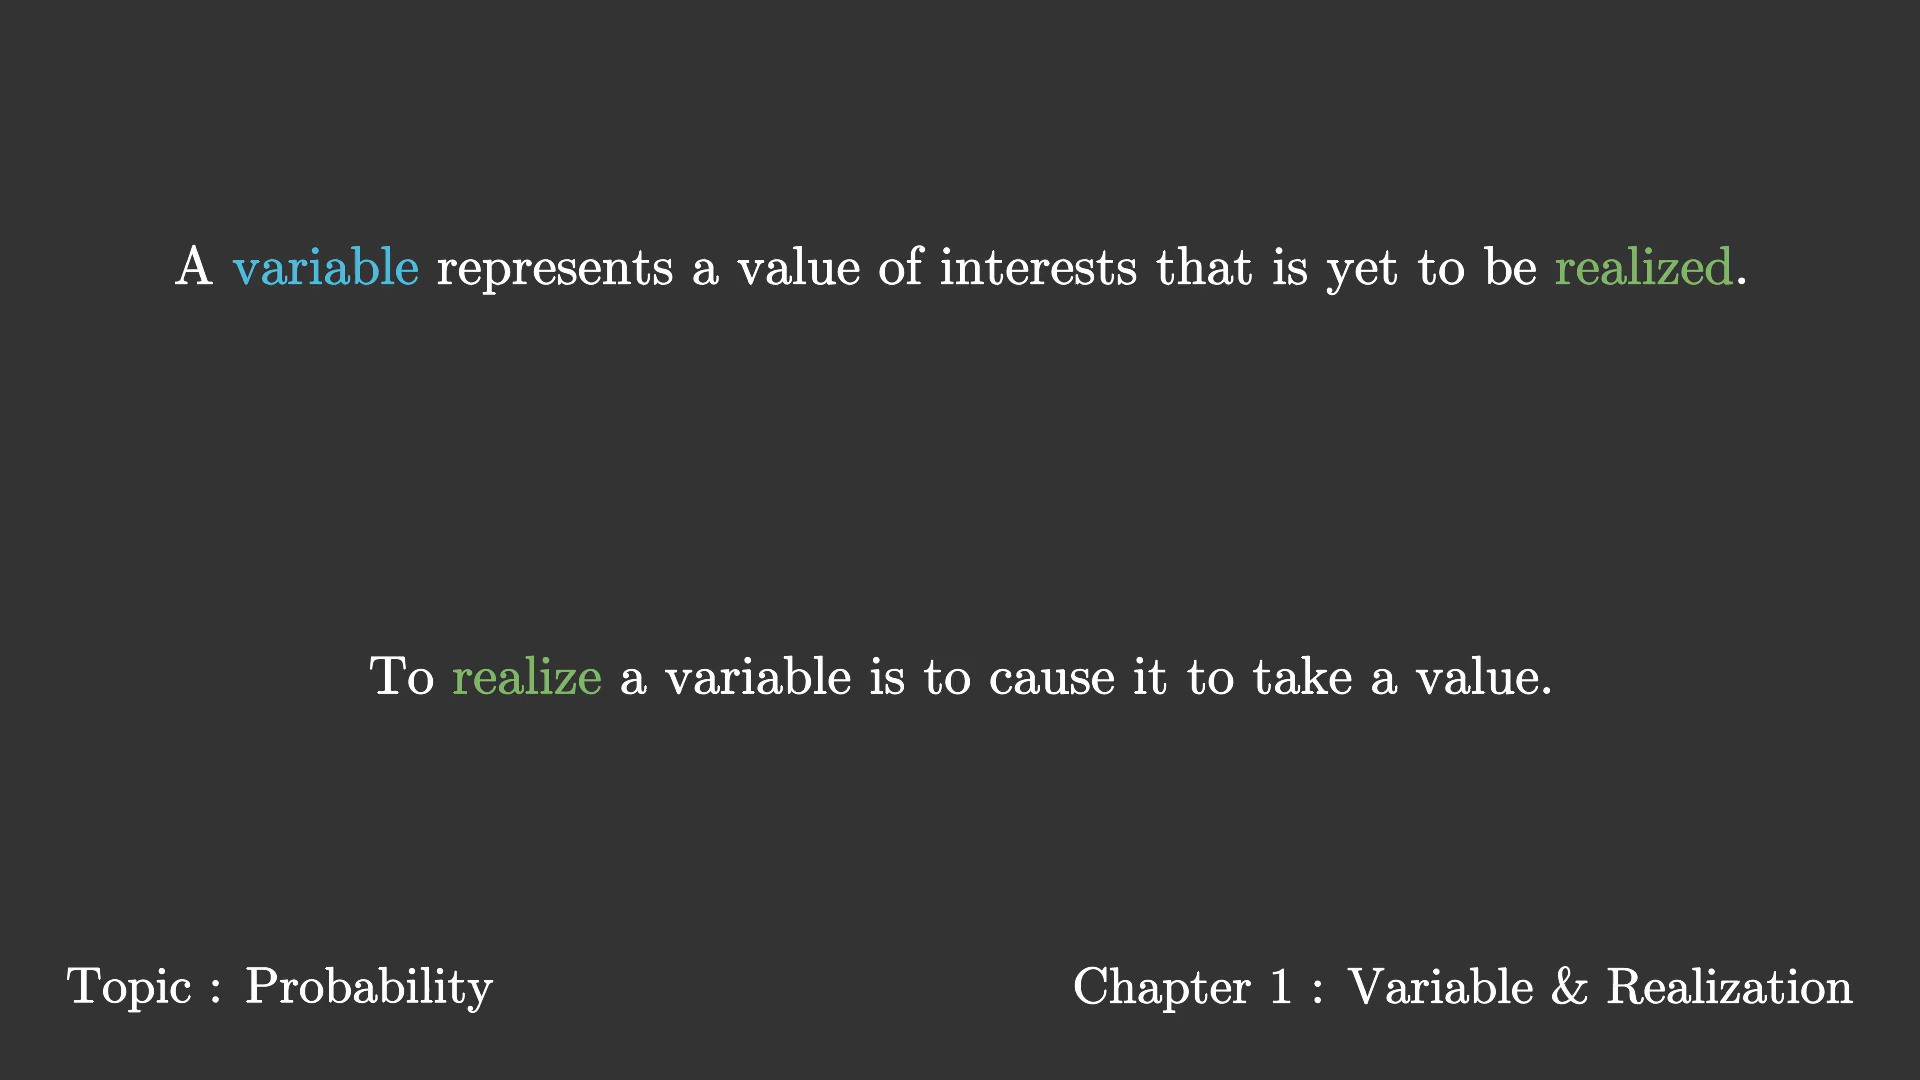 A variable represents a value of interests that is yet to be realized.
To realize a variable is to cause it to take a value.
Topic : Probability
Chapter 1 : Variable & Realization